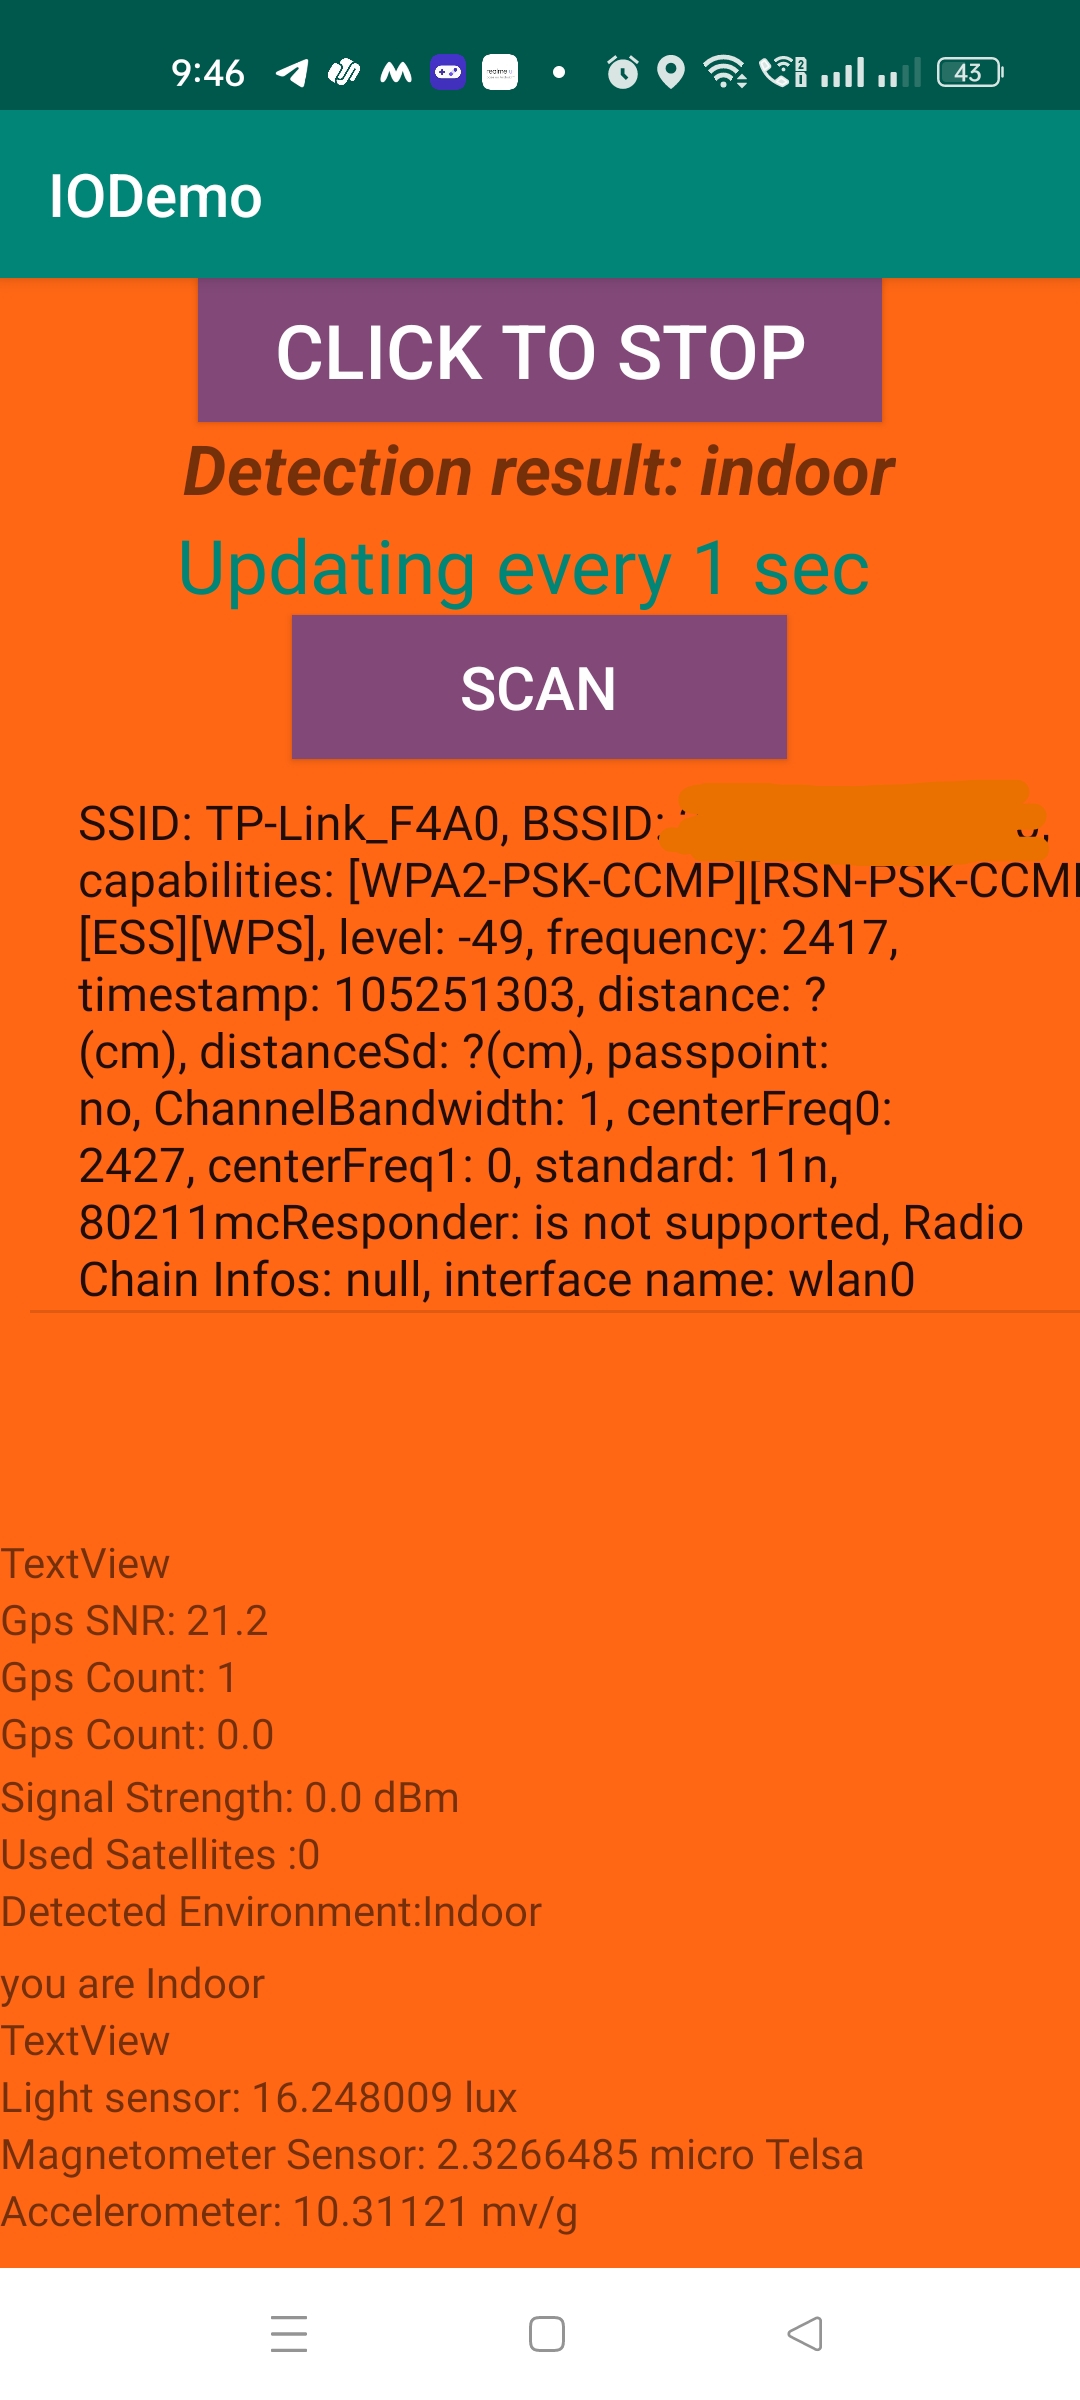 9:46
43
IODemo
CLICK TO STOP
Detection result: indoor
Updating every 1 sec
SCAN
SSID: TP-Link_F4A0, BSSID:
capabilities: [WPA2-PSK-CCMP][RSN-PSK-CCM
[ESS][WPS], level: -49, frequency: 2417,
timestamp: 105251303, distance: ?
(cm), distanceSd: ?(cm), passpoint:
no, ChannelBandwidth: 1, centerFreq0:
2427, centerFreq1: 0, standard: 11n,
80211mcResponder: is not supported, Radio
Chain Infos: null, interface name: wlan0
TextView
Gps SNR: 21.2
Gps Count: 1
Gps Count: 0.0
Signal Strength: 0.0 dBm
Used Satellites :0
Detected Environment:Indoor
you are Indoor
TextView
Light sensor: 16.248009 lux
Magnetometer Sensor: 2.3266485 micro Telsa
Accelerometer: 10.31121 mv/g